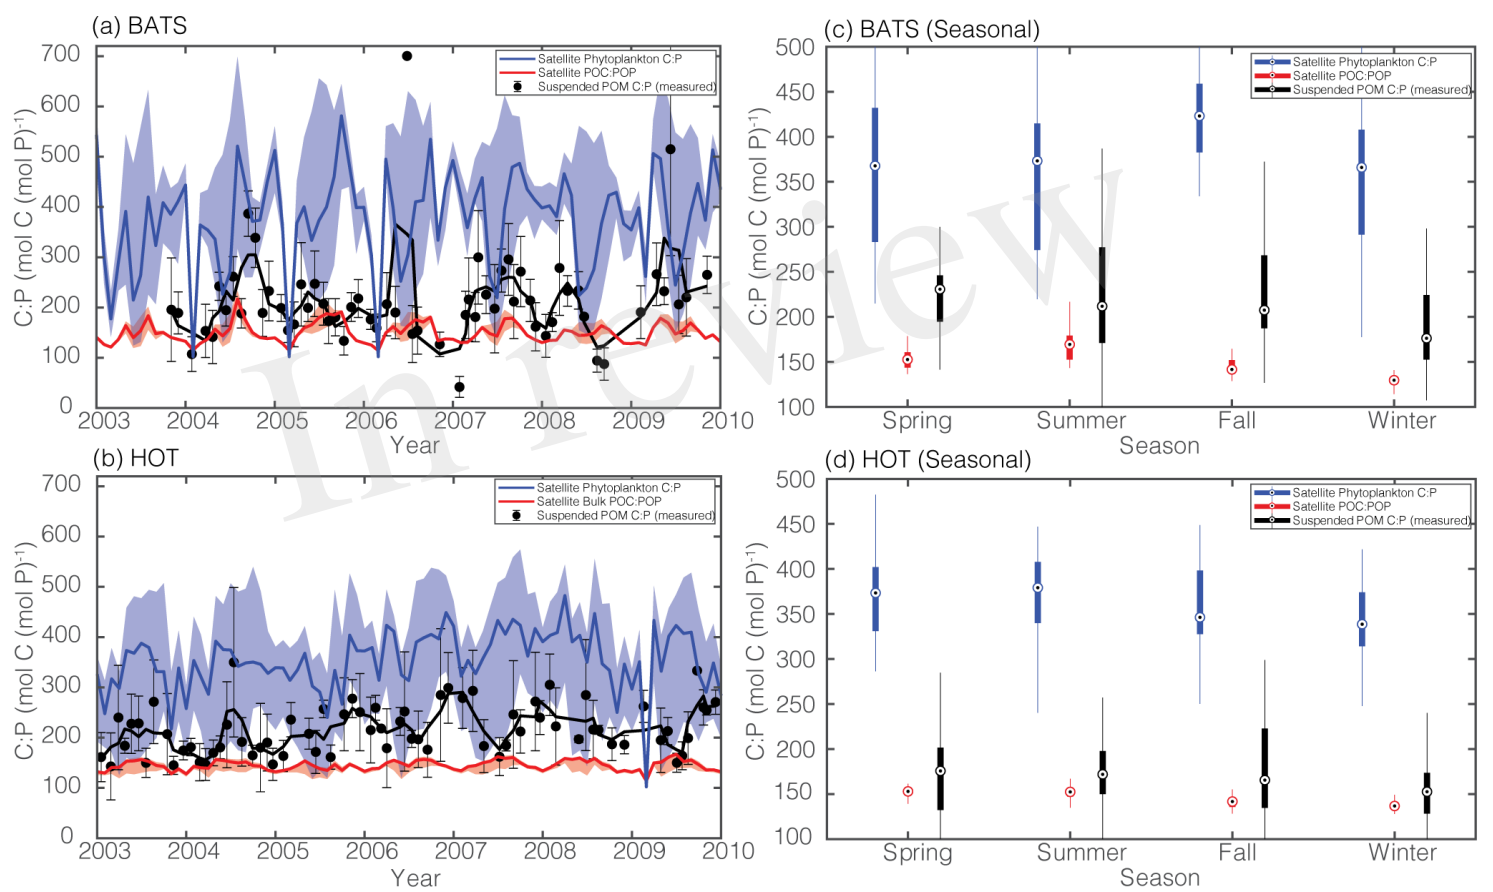 (a) BATS
700
600
500
400
300
200
100
0
C:P (mol C (mol P)-1)
Satellite Phytoplankton C:P
Satellite POC:POP
Suspended POM C:P (measured)
2003 2004 2005 2006 2007 2008 2009 2010
Year
(c) BATS (Seasonal)
500
450
400
350
300
250
200
150
100
C:P (mol C (mol P)-1)
Satellite Phytoplankton C:P
Satellite POC:POP
Suspended POM C:P (measured)
Spring Summer Fall Winter
Season
(b) HOT
700
600
500
400
300
200
100
0
C:P (mol C (mol P)-1)
Satellite Phytoplankton C:P
Satellite Bulk POC:POP
Suspended POM C:P (measured)
2003 2004 2005 2006 2007 2008 2009 2010
Year
(d) HOT (Seasonal)
500
450
400
350
300
250
200
150
100
C:P (mol C (mol P)-1)
Satellite Phytoplankton C:P
Satellite POC:POP
Suspended POM C:P (measured)
Spring Summer Fall Winter
Season
In review